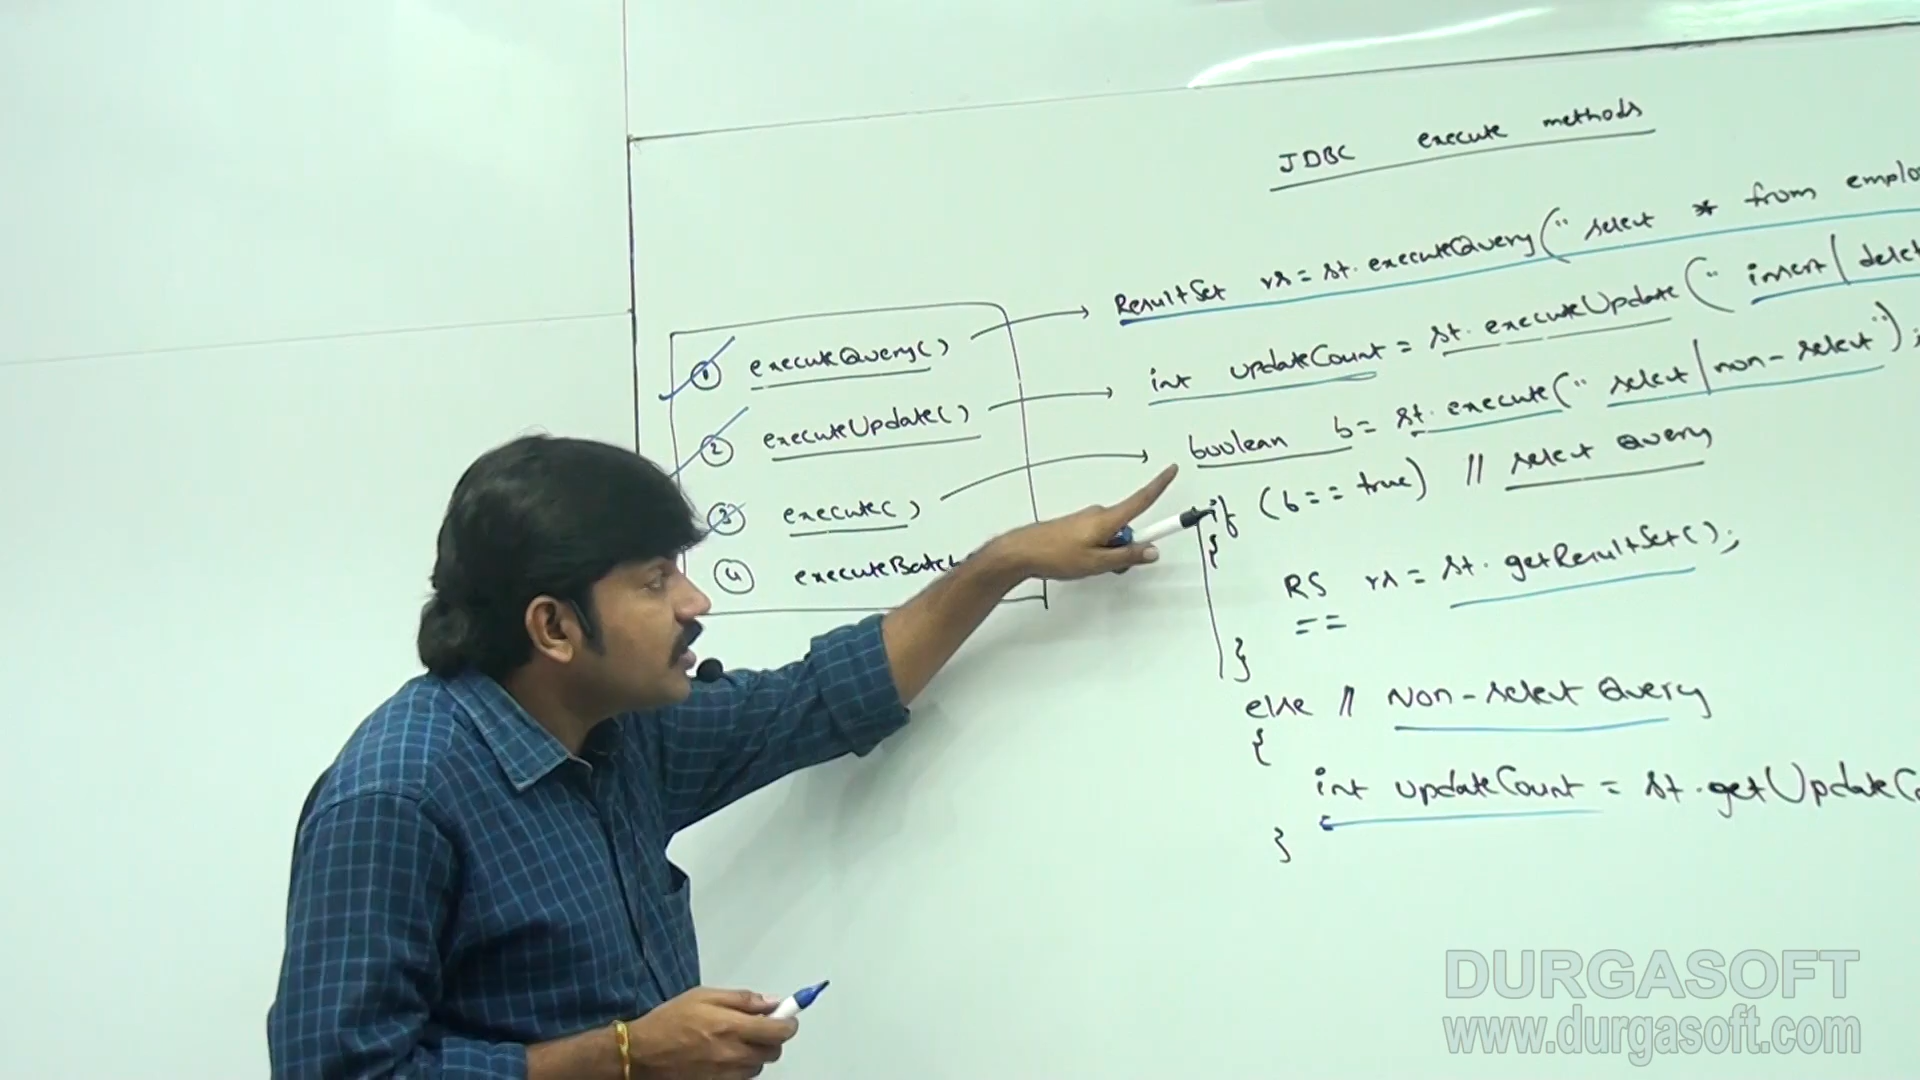 JDBC execute methods
① executeQuery()
② executeUpdate()
③ execute()
④ executeBatch
ResultSet rs = st.executeQuery(" select * from emplo
int updateCount = st.executeUpdate(" insert/delet
boolean b = st.execute(" select/non-select");
if (b == true) // select Query
{
RS rs = st.getResultSet();
==
}
else // Non-select Query
{
int updateCount = st.getUpdateCo
}
DURGASOFT
www.durgasoft.com